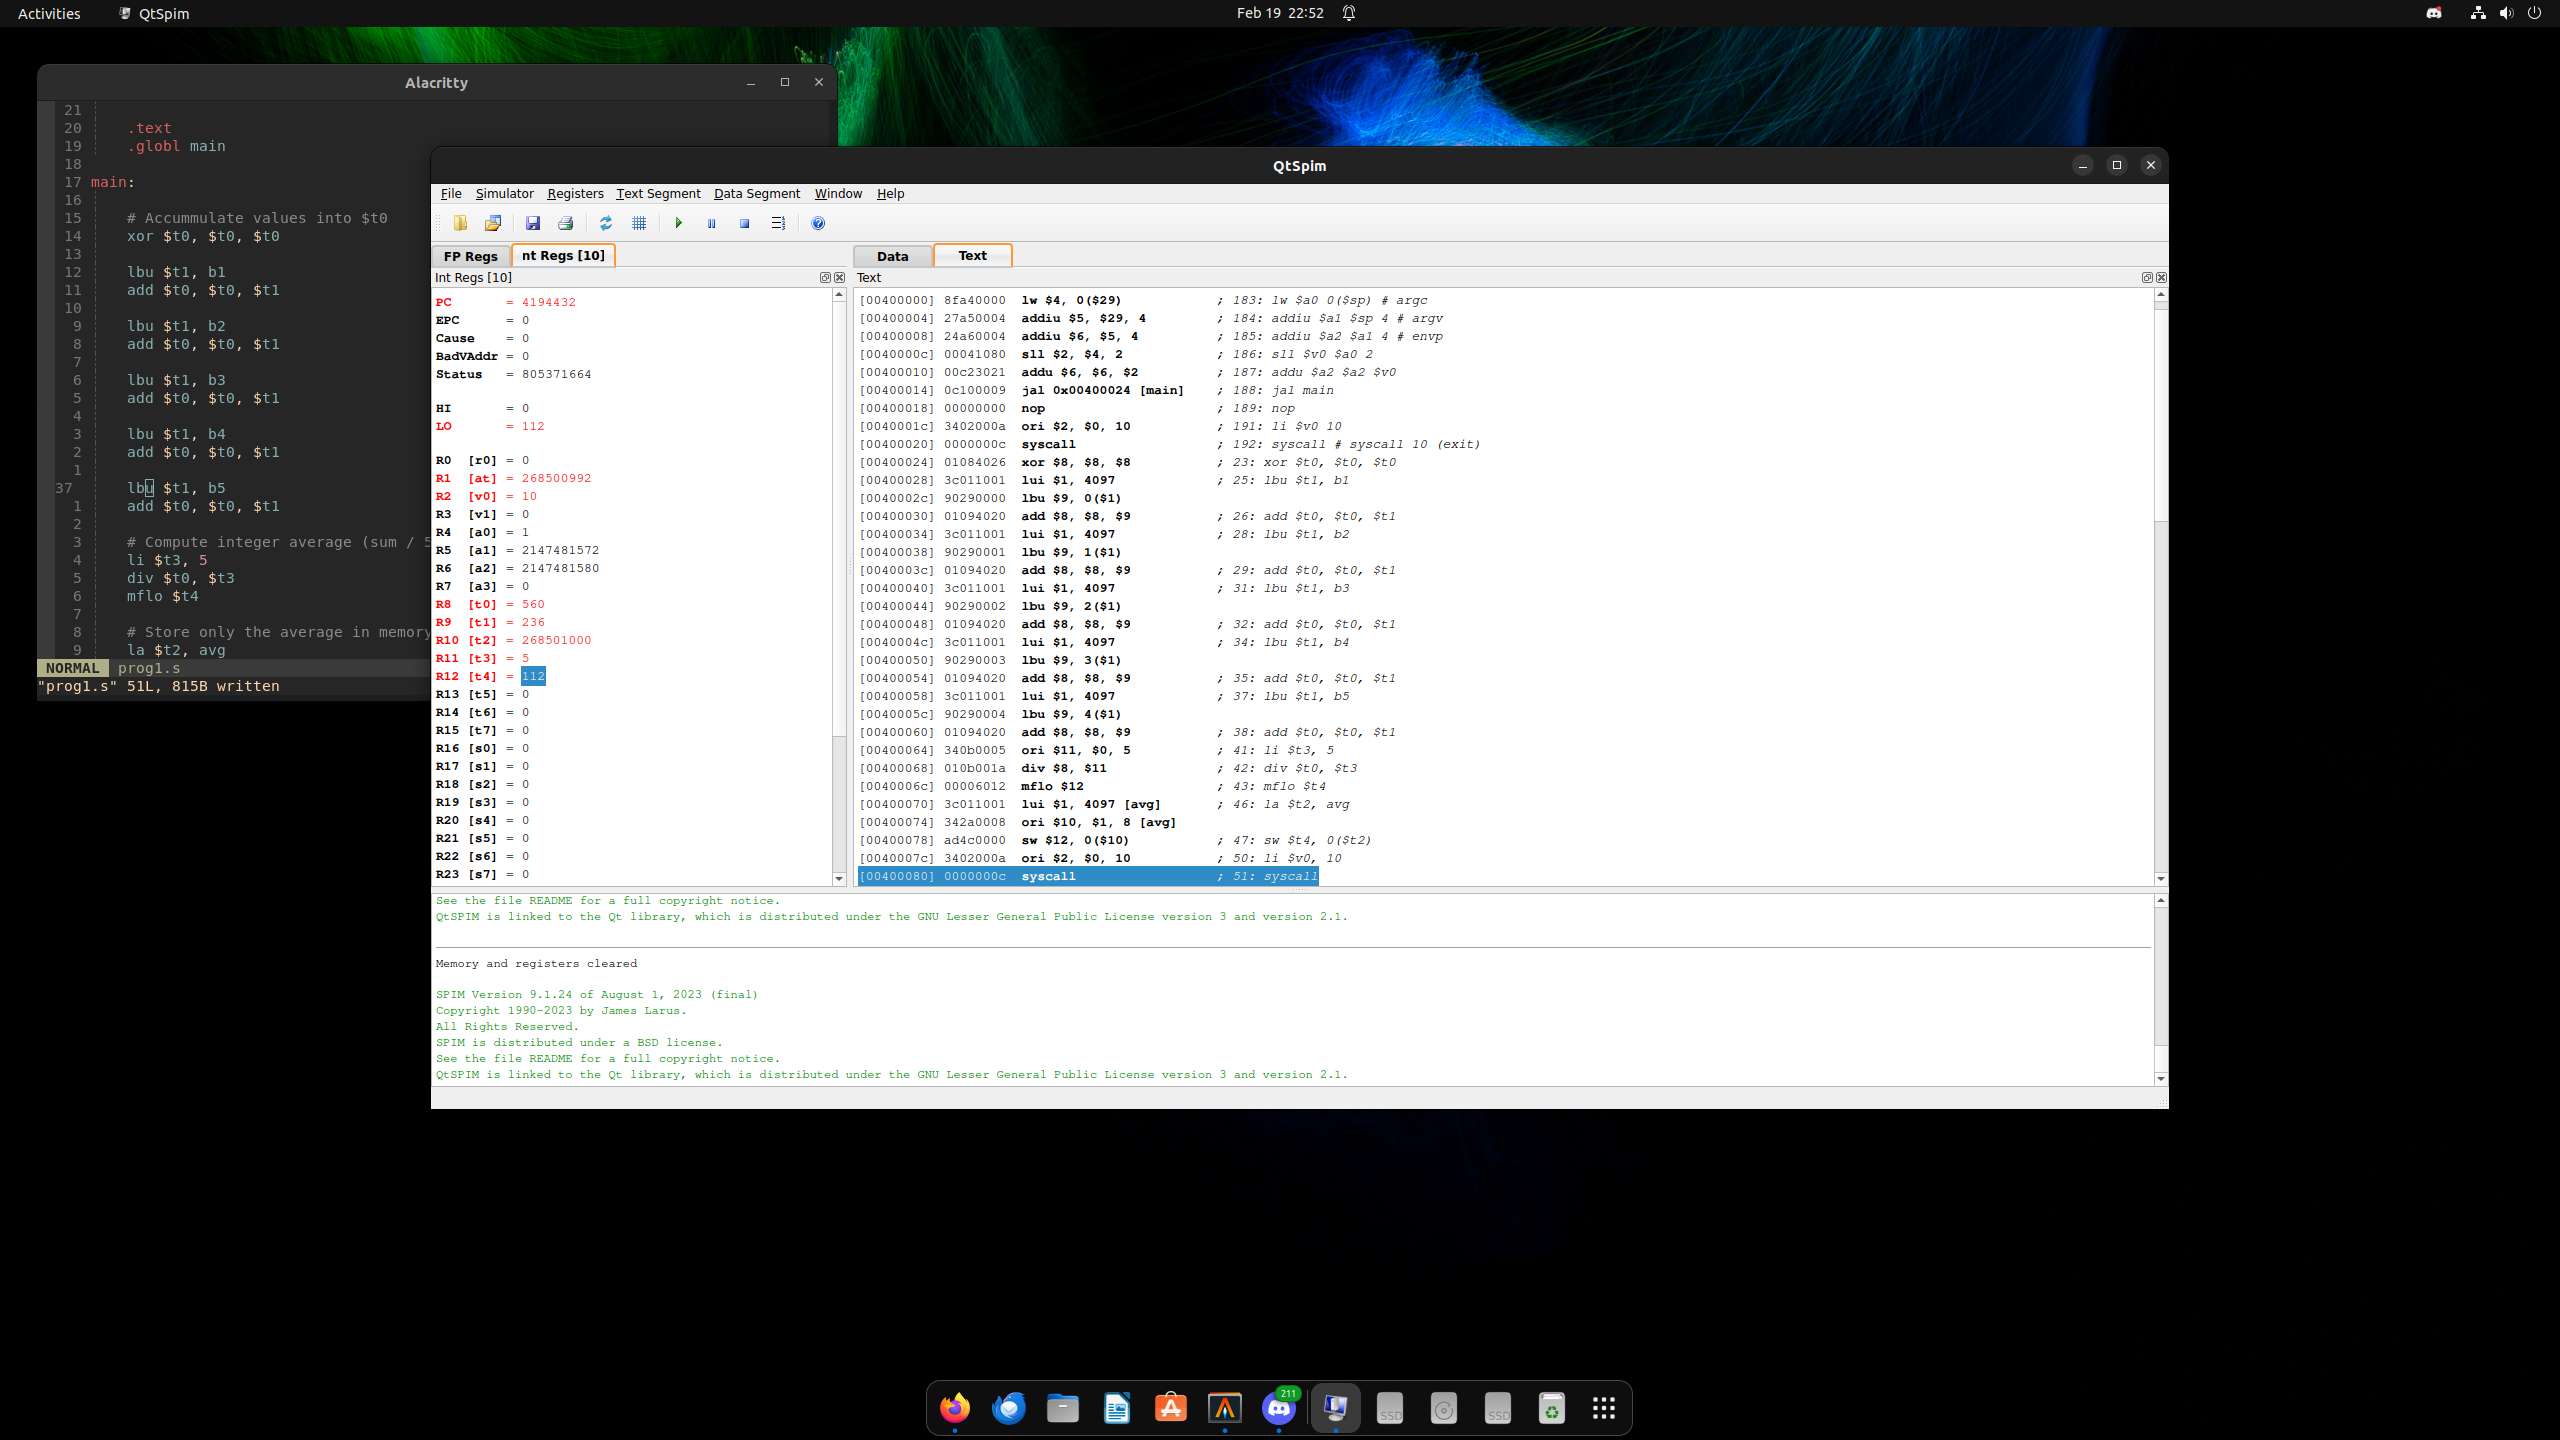 Activities QtSpim Feb 19 22:52
Alacritty
21
20 .text
19 .globl main
18
17 main:
16
15 # Accummulate values into $t0
14 xor $t0, $t0, $t0
13
12 lbu $t1, b1
11 add $t0, $t0, $t1
10
9 lbu $t1, b2
8 add $t0, $t0, $t1
7
6 lbu $t1, b3
5 add $t0, $t0, $t1
4
3 lbu $t1, b4
2 add $t0, $t0, $t1
1
37 lbu $t1, b5
1 add $t0, $t0, $t1
2
3 # Compute integer average (sum / 5
4 li $t3, 5
5 div $t0, $t3
6 mflo $t4
7
8 # Store only the average in memory
9 la $t2, avg
NORMAL prog1.s
"prog1.s" 51L, 815B written
QtSpim
File Simulator Registers Text Segment Data Segment Window Help
FP Regs nt Regs [10]
Int Regs [10]
PC = 4194432
EPC = 0
Cause = 0
BadVAddr = 0
Status = 805371664
HI = 0
LO = 112
R0 [r0] = 0
R1 [at] = 268500992
R2 [v0] = 10
R3 [v1] = 0
R4 [a0] = 1
R5 [a1] = 2147481572
R6 [a2] = 2147481580
R7 [a3] = 0
R8 [t0] = 560
R9 [t1] = 236
R10 [t2] = 268501000
R11 [t3] = 5
R12 [t4] = 112
R13 [t5] = 0
R14 [t6] = 0
R15 [t7] = 0
R16 [s0] = 0
R17 [s1] = 0
R18 [s2] = 0
R19 [s3] = 0
R20 [s4] = 0
R21 [s5] = 0
R22 [s6] = 0
R23 [s7] = 0
Data Text
Text
[00400000] 8fa40000 lw $4, 0($29) ; 183: lw $a0 0($sp) # argc
[00400004] 27a50004 addiu $5, $29, 4 ; 184: addiu $a1 $sp 4 # argv
[00400008] 24a60004 addiu $6, $5, 4 ; 185: addiu $a2 $a1 4 # envp
[0040000c] 00041080 sll $2, $4, 2 ; 186: sll $v0 $a0 2
[00400010] 00c23021 addu $6, $6, $2 ; 187: addu $a2 $a2 $v0
[00400014] 0c100009 jal 0x00400024 [main] ; 188: jal main
[00400018] 00000000 nop ; 189: nop
[0040001c] 3402000a ori $2, $0, 10 ; 191: li $v0 10
[00400020] 0000000c syscall ; 192: syscall # syscall 10 (exit)
[00400024] 01084026 xor $8, $8, $8 ; 23: xor $t0, $t0, $t0
[00400028] 3c011001 lui $1, 4097 ; 25: lbu $t1, b1
[0040002c] 90290000 lbu $9, 0($1)
[00400030] 01094020 add $8, $8, $9 ; 26: add $t0, $t0, $t1
[00400034] 3c011001 lui $1, 4097 ; 28: lbu $t1, b2
[00400038] 90290001 lbu $9, 1($1)
[0040003c] 01094020 add $8, $8, $9 ; 29: add $t0, $t0, $t1
[00400040] 3c011001 lui $1, 4097 ; 31: lbu $t1, b3
[00400044] 90290002 lbu $9, 2($1)
[00400048] 01094020 add $8, $8, $9 ; 32: add $t0, $t0, $t1
[0040004c] 3c011001 lui $1, 4097 ; 34: lbu $t1, b4
[00400050] 90290003 lbu $9, 3($1)
[00400054] 01094020 add $8, $8, $9 ; 35: add $t0, $t0, $t1
[00400058] 3c011001 lui $1, 4097 ; 37: lbu $t1, b5
[0040005c] 90290004 lbu $9, 4($1)
[00400060] 01094020 add $8, $8, $9 ; 38: add $t0, $t0, $t1
[00400064] 340b0005 ori $11, $0, 5 ; 41: li $t3, 5
[00400068] 010b001a div $8, $11 ; 42: div $t0, $t3
[0040006c] 00006012 mflo $12 ; 43: mflo $t4
[00400070] 3c011001 lui $1, 4097 [avg] ; 46: la $t2, avg
[00400074] 342a0008 ori $10, $1, 8 [avg]
[00400078] ad4c0000 sw $12, 0($10) ; 47: sw $t4, 0($t2)
[0040007c] 3402000a ori $2, $0, 10 ; 50: li $v0, 10
[00400080] 0000000c syscall ; 51: syscall
See the file README for a full copyright notice.
QtSPIM is linked to the Qt library, which is distributed under the GNU Lesser General Public License version 3 and version 2.1.
Memory and registers cleared
SPIM Version 9.1.24 of August 1, 2023 (final)
Copyright 1990-2023 by James Larus.
All Rights Reserved.
SPIM is distributed under a BSD license.
See the file README for a full copyright notice.
QtSPIM is linked to the Qt library, which is distributed under the GNU Lesser General Public License version 3 and version 2.1.
211
SSD
SSD